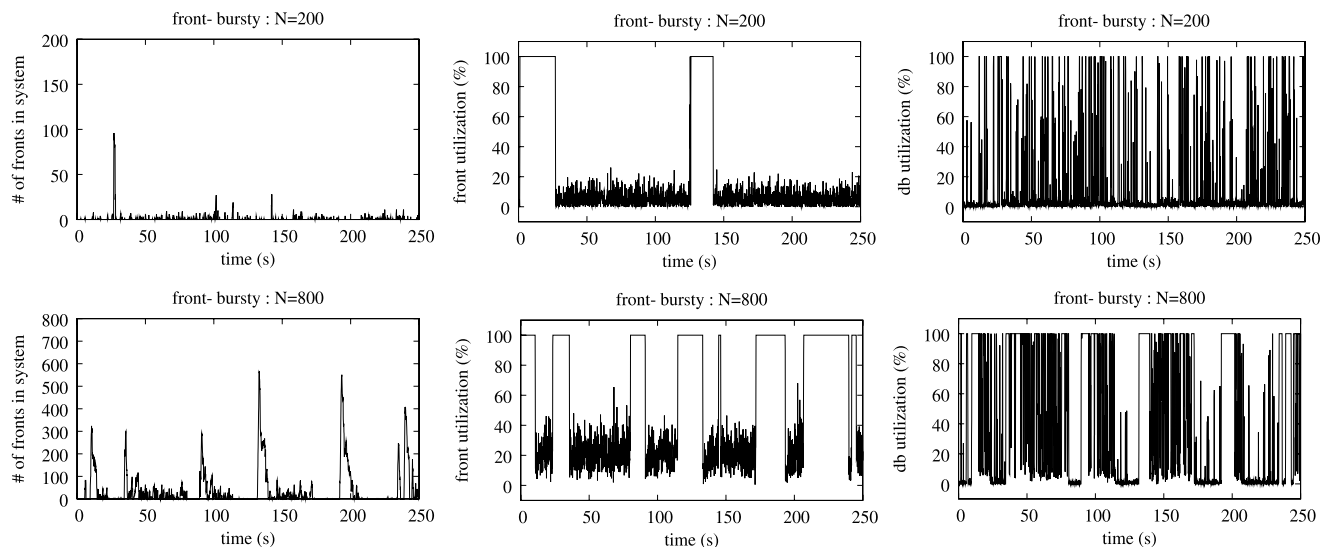 front- bursty : N=200
# of fronts in system
200
150
100
50
0
0 50 100 150 200 250
time (s)
front- bursty : N=200
front utilization (%)
100
80
60
40
20
0
0 50 100 150 200 250
time (s)
front- bursty : N=200
db utilization (%)
100
80
60
40
20
0
0 50 100 150 200 250
time (s)
front- bursty : N=800
# of fronts in system
800
700
600
500
400
300
200
100
0
0 50 100 150 200 250
time (s)
front- bursty : N=800
front utilization (%)
100
80
60
40
20
0
0 50 100 150 200 250
time (s)
front- bursty : N=800
db utilization (%)
100
80
60
40
20
0
0 50 100 150 200 250
time (s)